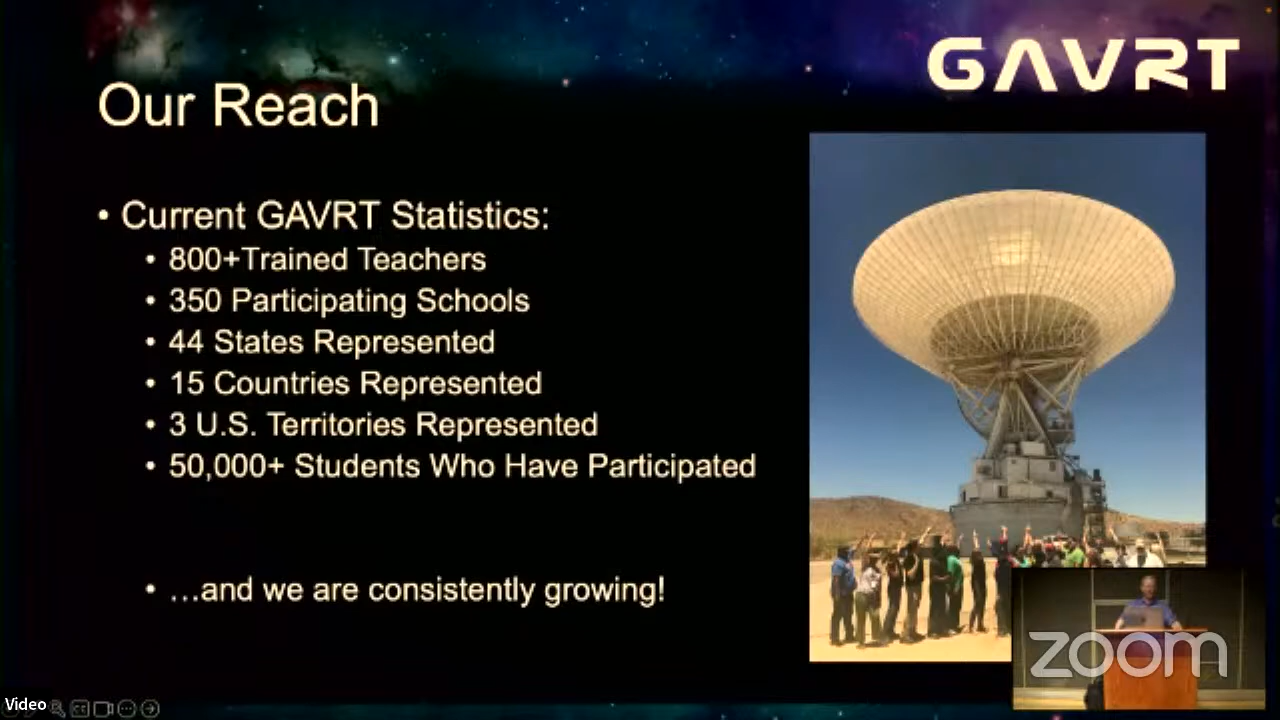 GAVRT
Our Reach
• Current GAVRT Statistics:
• 800+Trained Teachers
• 350 Participating Schools
• 44 States Represented
• 15 Countries Represented
• 3 U.S. Territories Represented
• 50,000+ Students Who Have Participated
• …and we are consistently growing!
zoom
Video